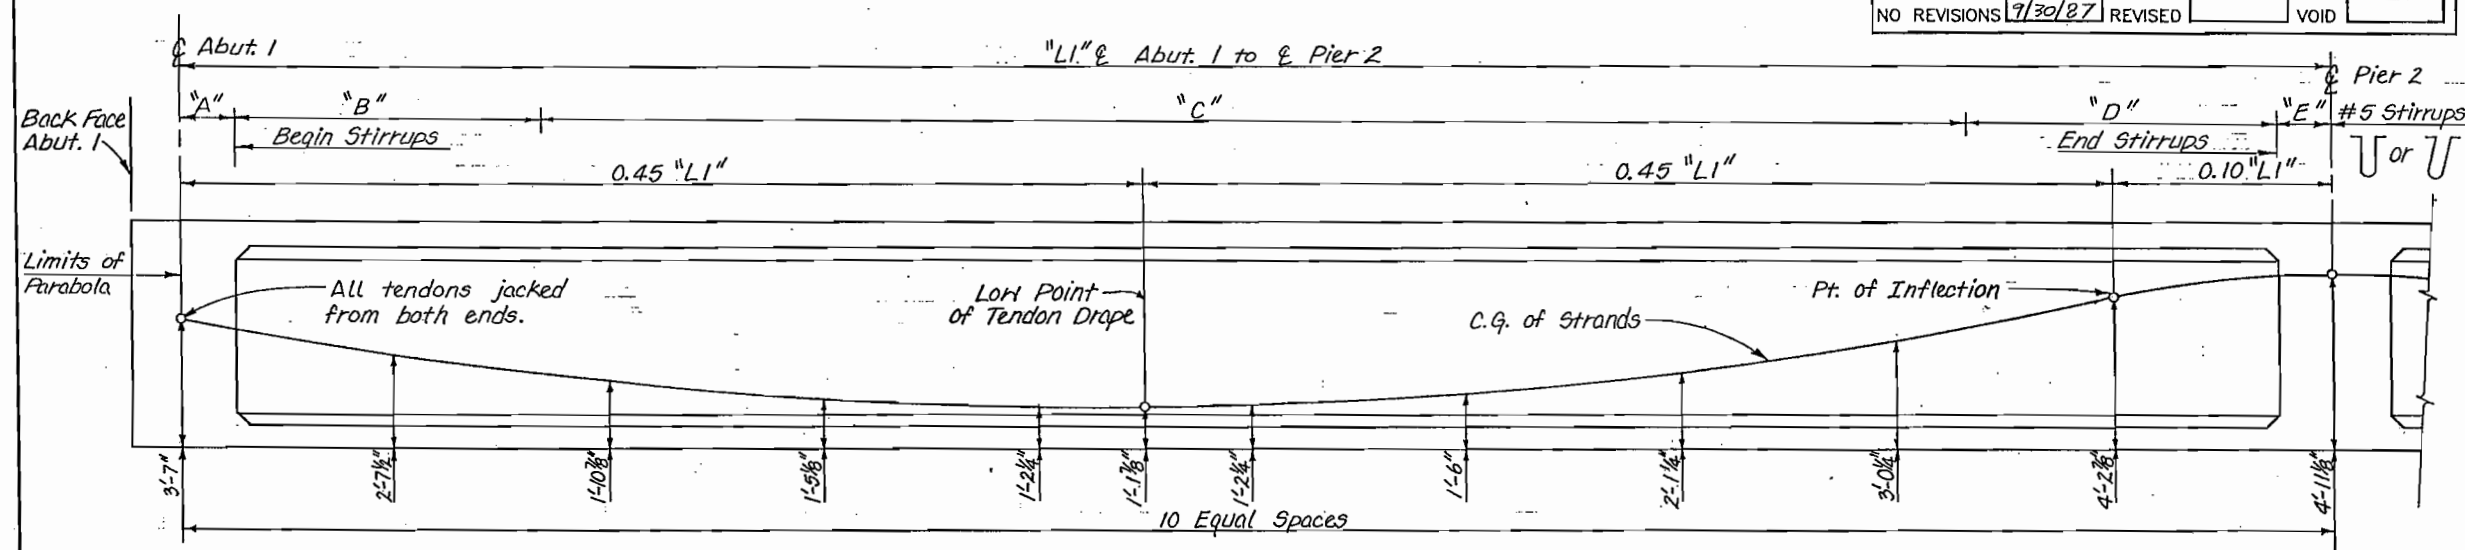 NO REVISIONS 9/30/87 REVISED VOID
℄ Abut. 1
"L1" ℄ Abut. 1 to ℄ Pier 2
℄ Pier 2
"A" "B" "C" "D" "E" #5 Stirrups
Back Face
Abut. 1
Begin Stirrups
End Stirrups
or
0.45 "L1" 0.45 "L1" 0.10 "L1"
Limits of
Parabola
All tendons jacked
from both ends.
Low Point
of Tendon Drape
C.G. of Strands
Pt. of Inflection
3'-7" 2'-7½" 1'-10⅞" 1'-5⅛" 1'-2¼" 1'-1⅞" 1'-2¼" 1'-6" 2'-1¼" 3'-0¼" 4'-2⅞" 4'-11⅛"
10 Equal Spaces